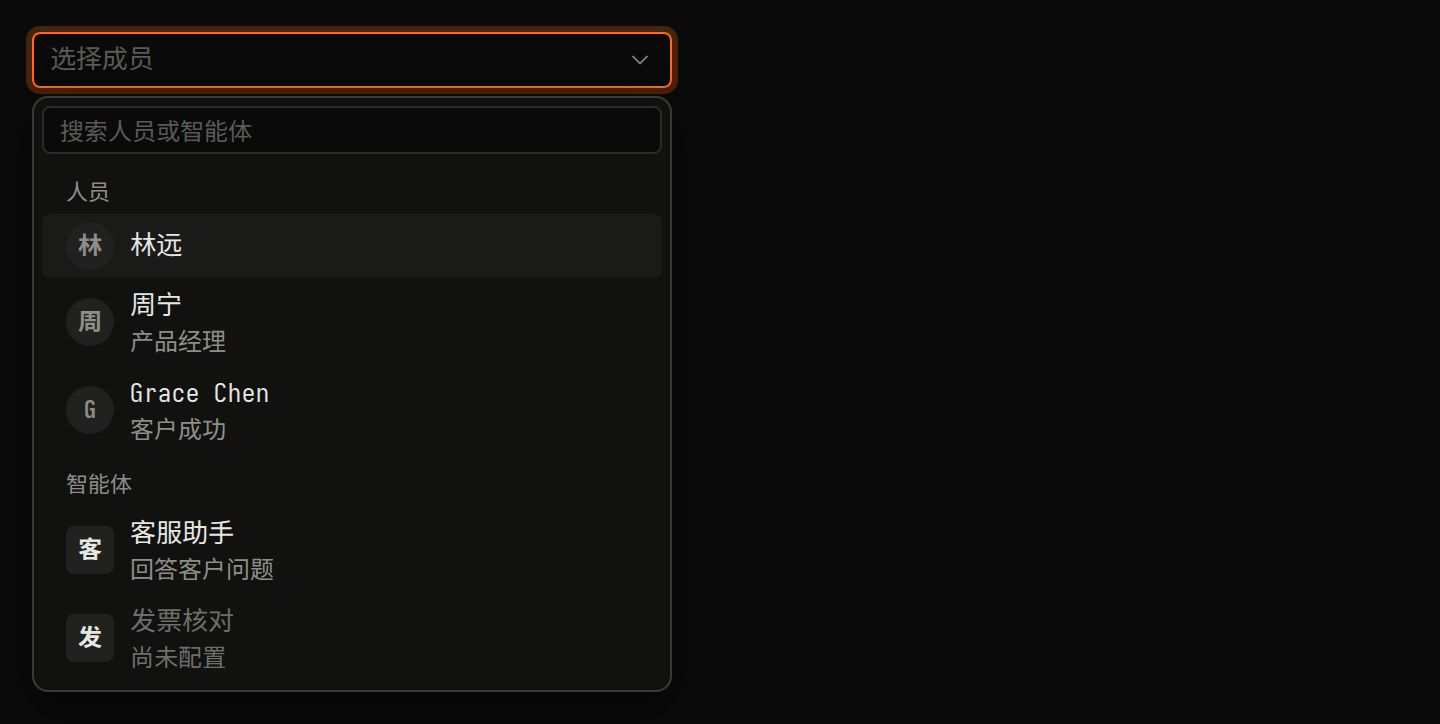 选择成员
搜索人员或智能体
人员
林 林远
周 周宁
产品经理
G Grace Chen
客户成功
智能体
客 客服助手
回答客户问题
发 发票核对
尚未配置